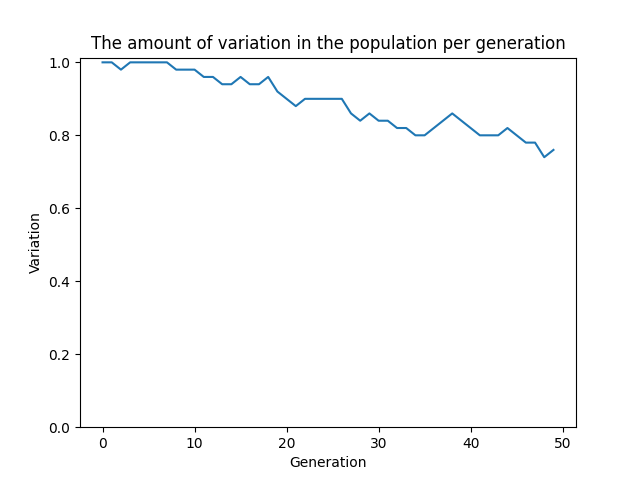 The amount of variation in the population per generation
1.0
0.8
0.6
0.4
0.2
0.0
Variation
0 10 20 30 40 50
Generation